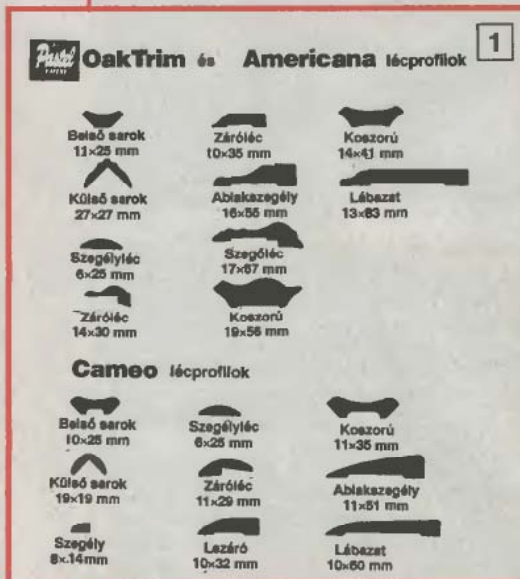 1
Pastel OakTrim és Americana lécprofilok
Belső sarok
11×25 mm
Záróléc
10×35 mm
Koszorú
14×41 mm
Külső sarok
27×27 mm
Ablakszegély
16×55 mm
Lábazat
13×83 mm
Szegélyléc
6×25 mm
Szegőléc
17×67 mm
Záróléc
14×30 mm
Koszorú
19×56 mm
Cameo lécprofilok
Belső sarok
10×25 mm
Szegélyléc
6×25 mm
Koszorú
11×35 mm
Külső sarok
19×19 mm
Záróléc
11×29 mm
Ablakszegély
11×51 mm
Szegély
8×14mm
Lezáró
10×32 mm
Lábazat
10×60 mm